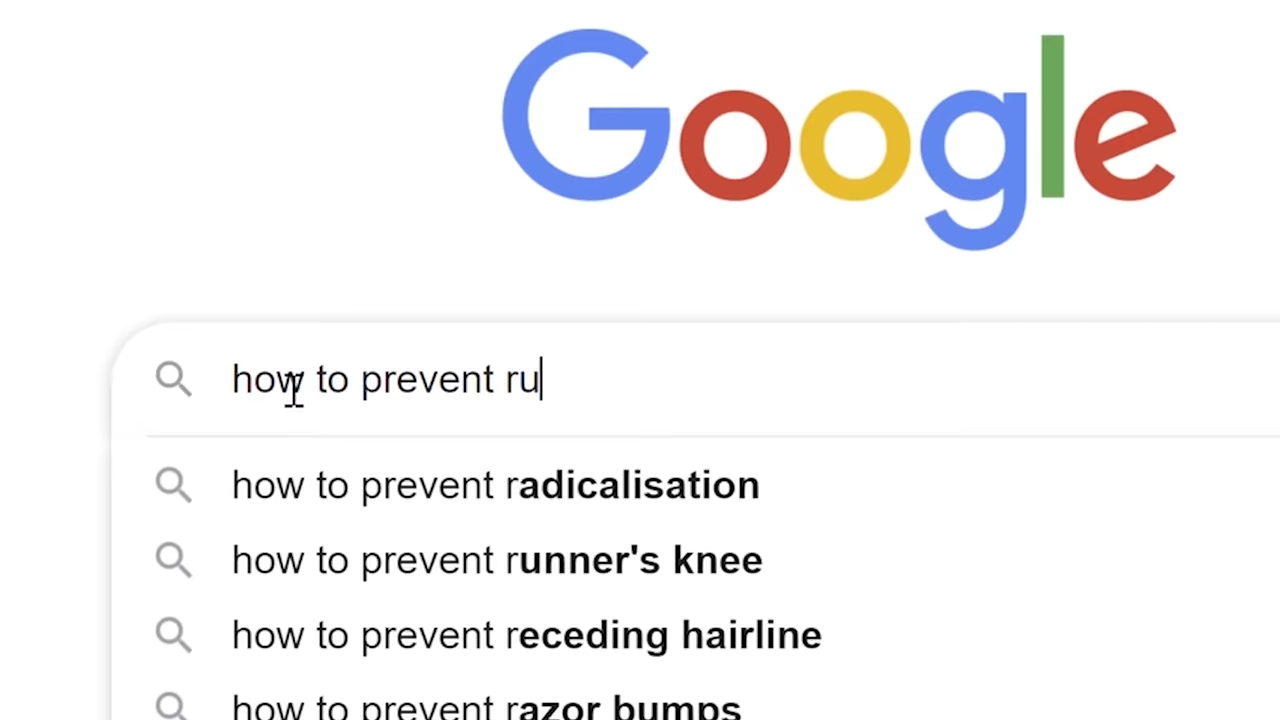 Google
how to prevent ru
how to prevent radicalisation
how to prevent runner's knee
how to prevent receding hairline
how to prevent razor bumps